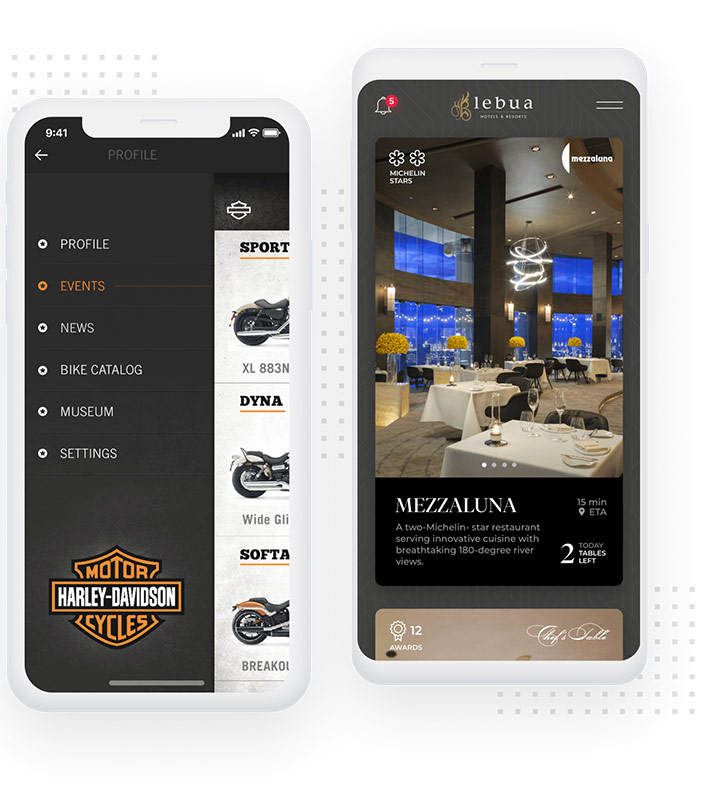 9:41
PROFILE
PROFILE
EVENTS
NEWS
BIKE CATALOG
MUSEUM
SETTINGS
MOTOR
HARLEY-DAVIDSON
CYCLES
SPORT
XL 883N
DYNA
Wide Gli
SOFTA
BREAKOU
5
lebua
HOTELS & RESORTS
MICHELIN
STARS
mezzaluna
MEZZALUNA
A two-Michelin- star restaurant
serving innovative cuisine with
breathtaking 180-degree river
views.
15 min
ETA
2
TODAY
TABLES
LEFT
12
AWARDS
Chef's Table